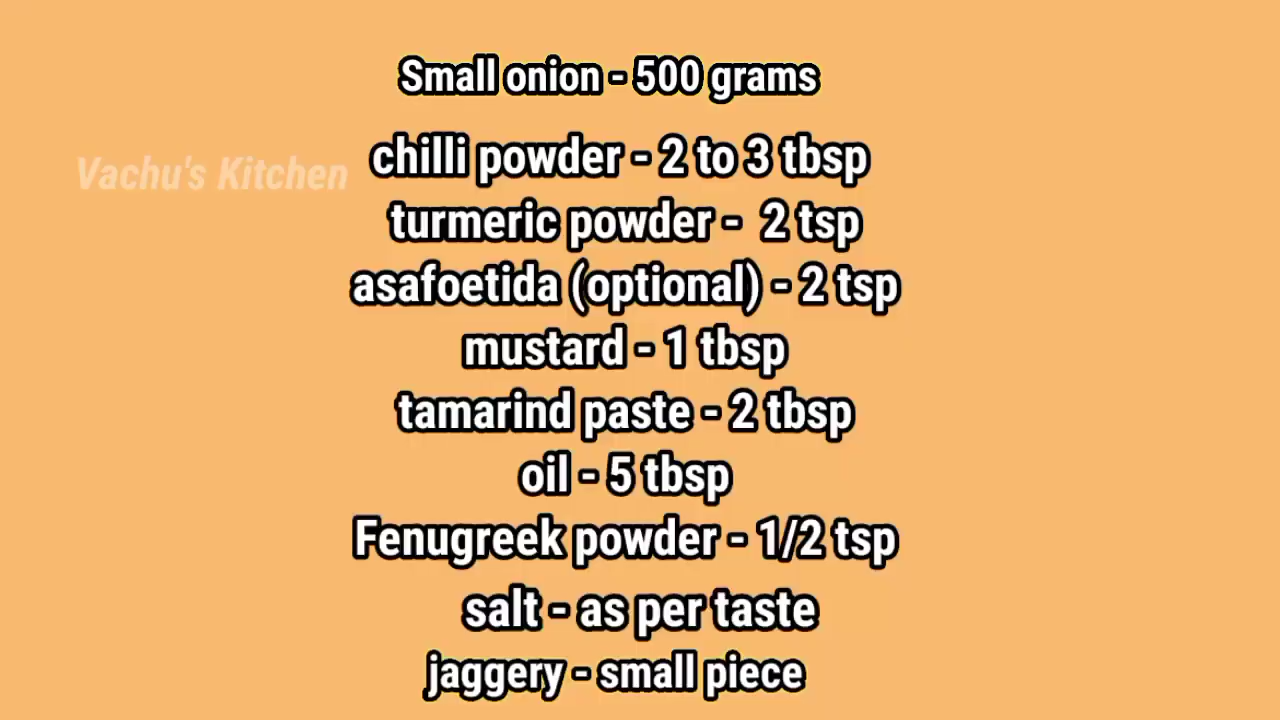 Small onion - 500 grams
Vachu's Kitchen
chilli powder - 2 to 3 tbsp
turmeric powder - 2 tsp
asafoetida (optional) - 2 tsp
mustard - 1 tbsp
tamarind paste - 2 tbsp
oil - 5 tbsp
Fenugreek powder - 1/2 tsp
salt - as per taste
jaggery - small piece